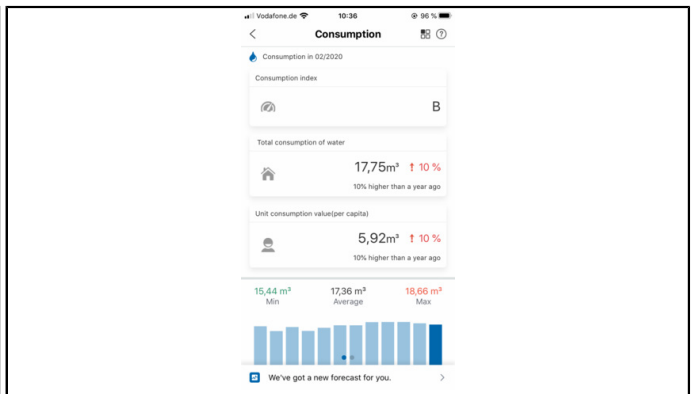 Vodafone.de 10:36 96 %
Consumption
Consumption in 02/2020
Consumption index
B
Total consumption of water
17,75m³ ↑ 10 %
10% higher than a year ago
Unit consumption value(per capita)
5,92m³ ↑ 10 %
10% higher than a year ago
15,44 m³ 17,36 m³ 18,66 m³
Min Average Max
We've got a new forecast for you.